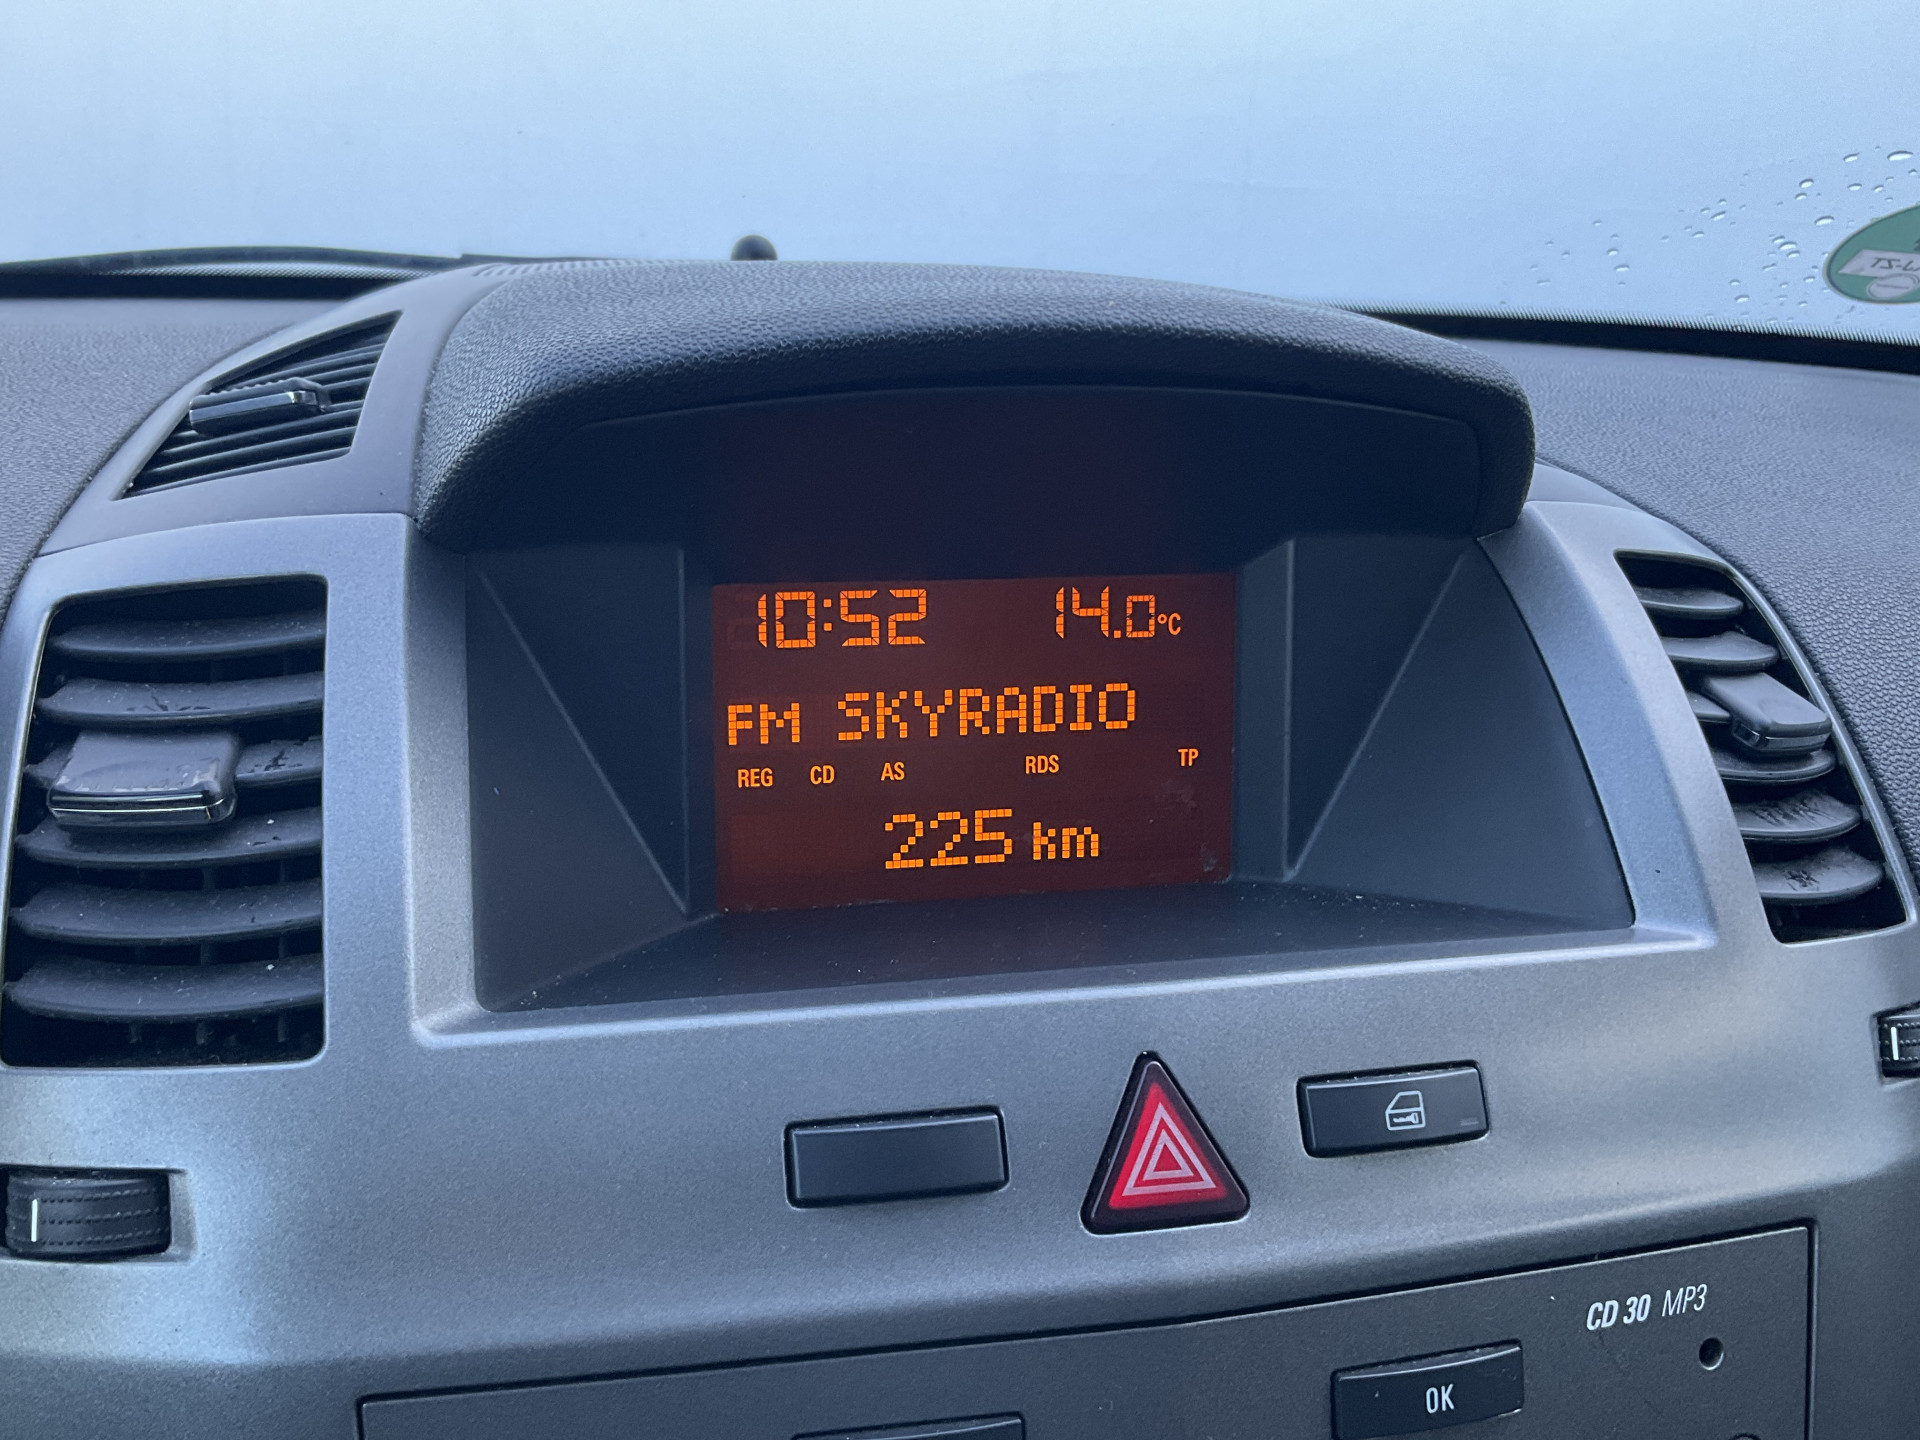 10:52 14.0°C
FM SKYRADIO
REG CD AS RDS TP
225 km
CD 30 MP3
OK